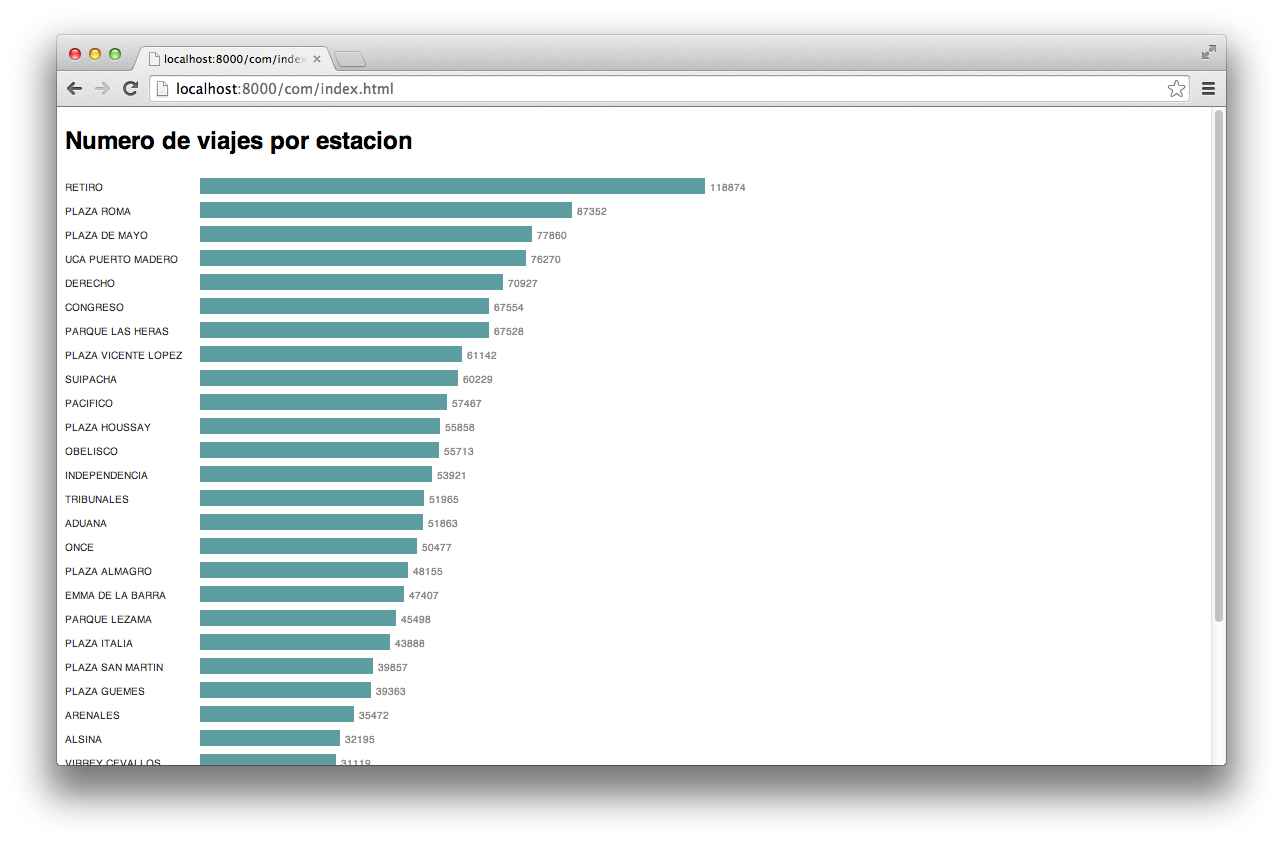 localhost:8000/com/inde
localhost:8000/com/index.html
Numero de viajes por estacion
RETIRO 118874
PLAZA ROMA 87352
PLAZA DE MAYO 77860
UCA PUERTO MADERO 76270
DERECHO 70927
CONGRESO 67554
PARQUE LAS HERAS 67528
PLAZA VICENTE LOPEZ 61142
SUIPACHA 60229
PACIFICO 57467
PLAZA HOUSSAY 55858
OBELISCO 55713
INDEPENDENCIA 53921
TRIBUNALES 51965
ADUANA 51863
ONCE 50477
PLAZA ALMAGRO 48155
EMMA DE LA BARRA 47407
PARQUE LEZAMA 45498
PLAZA ITALIA 43888
PLAZA SAN MARTIN 39857
PLAZA GUEMES 39363
ARENALES 35472
ALSINA 32195
VIRREY CEVALLOS 31119